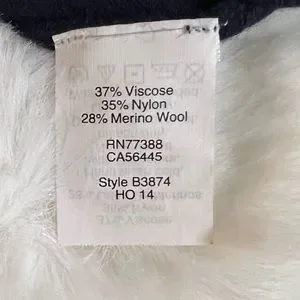 37% Viscose
35% Nylon
28% Merino Wool
RN77388
CA56445
Style B3874
HO 14